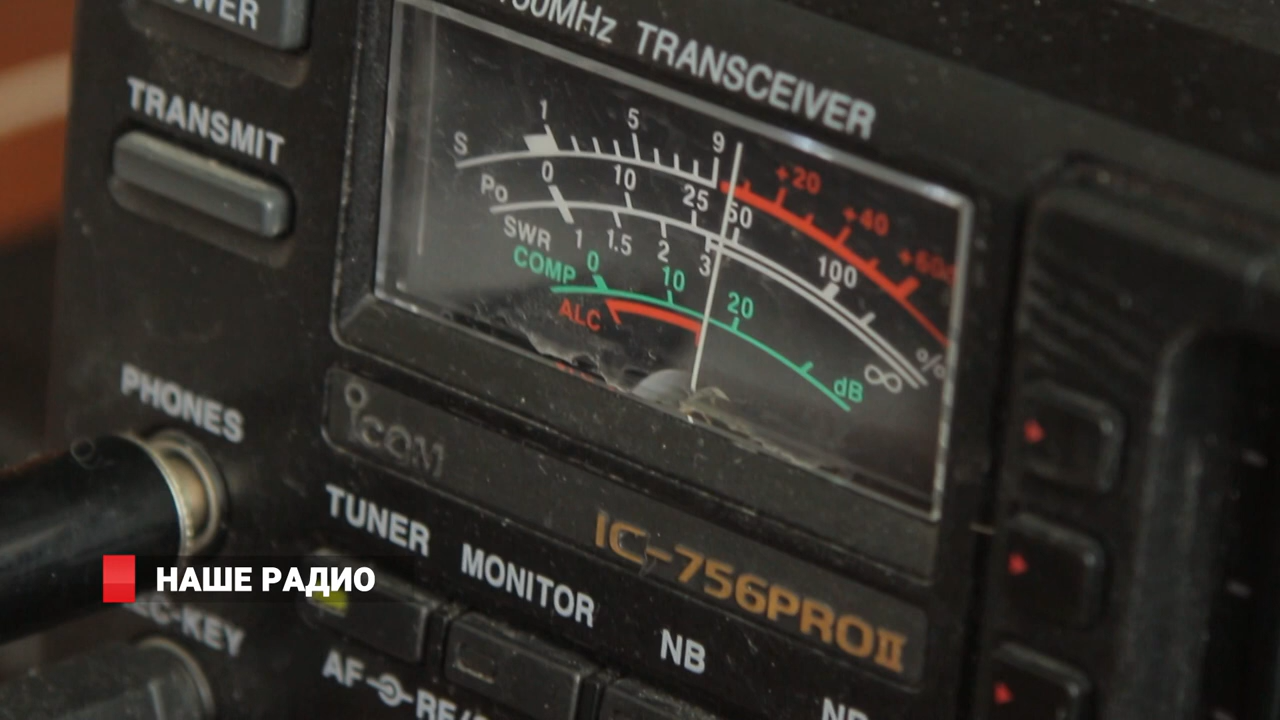 TRANSCEIVER
TRANSMIT
S 1 5 9 +20 +40
Po 0 10 25 50 100 %
SWR 1 1.5 2 3 ∞
COMP 0 10 20 dB
ALC
PHONES
ICOM
TUNER
MONITOR
IC-756PROII
NB
НАШЕ РАДИО
AF